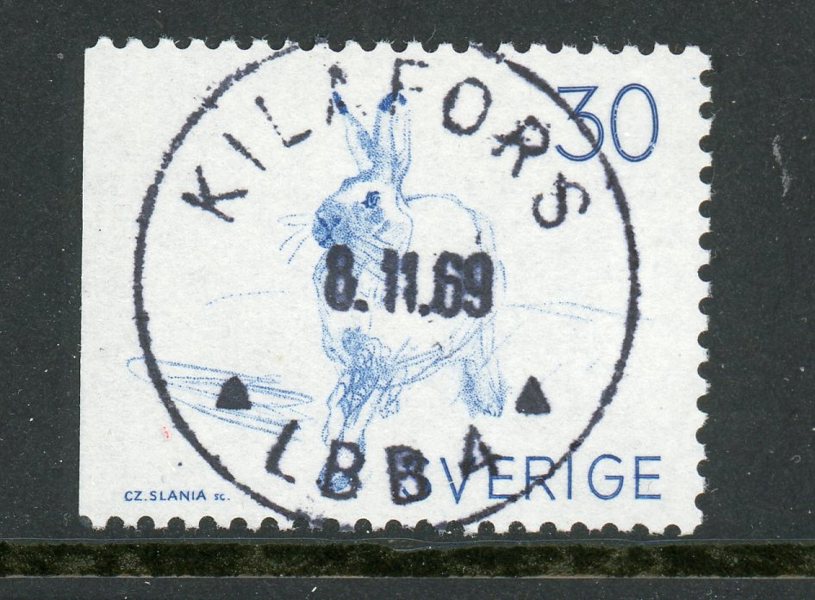 KILAFORS
30
8.11.69
LBBA
SVERIGE
CZ.SLANIA sc.